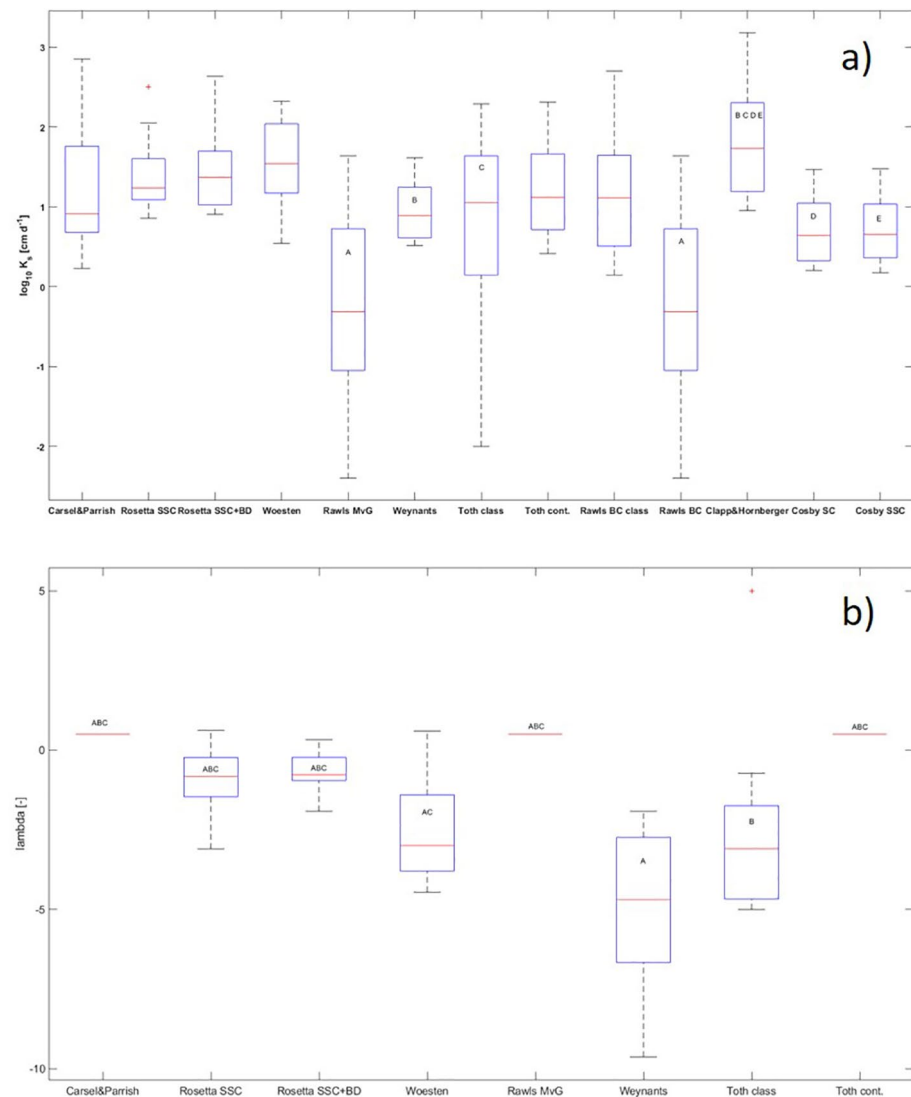 a)
3
2
1
0
-1
-2
log10 Ks [cm d-1]
A
B
C
A
B C D E
D
E
Carsel&Parrish Rosetta SSC Rosetta SSC+BD Woesten Rawls MvG Weynants Toth class Toth cont. Rawls BC class Rawls BC Clapp&Hornberger Cosby SC Cosby SSC
b)
5
0
-5
-10
lambda [-]
ABC
ABC
ABC
AC
ABC
A
B
ABC
Carsel&Parrish Rosetta SSC Rosetta SSC+BD Woesten Rawls MvG Weynants Toth class Toth cont.